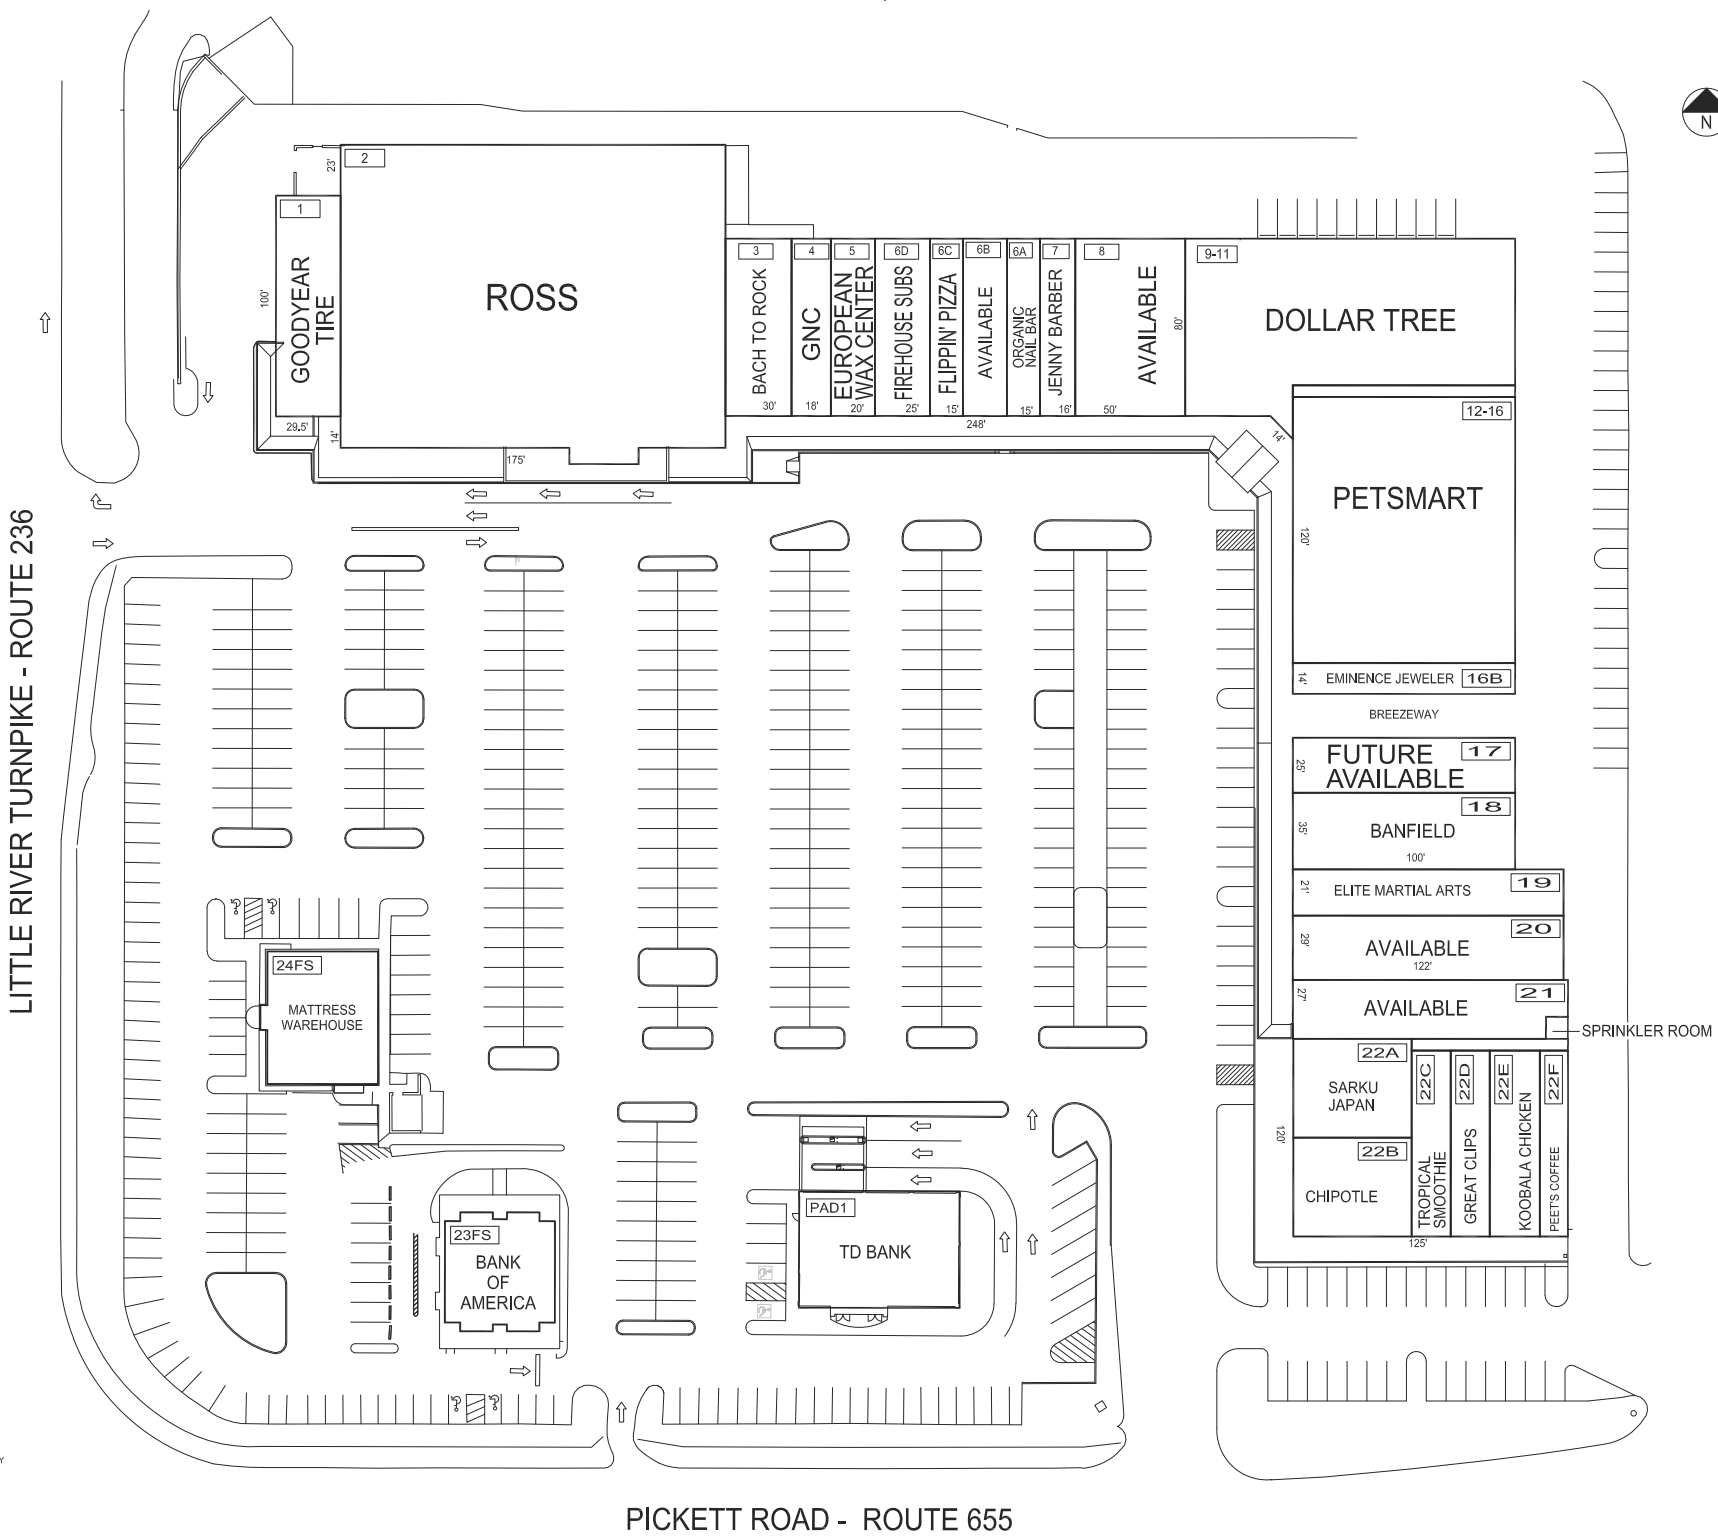 N
2
23'
1
GOODYEAR
TIRE
100'
29.5'
14'
ROSS
175'
3
BACH TO ROCK
30'
4
GNC
18'
5
EUROPEAN
WAX CENTER
20'
6D
FIREHOUSE SUBS
25'
6C
FLIPPIN' PIZZA
15'
6B
AVAILABLE
6A
ORGANIC
NAIL BAR
15'
7
JENNY BARBER
16'
8
AVAILABLE
50'
80'
248'
14'
9-11
DOLLAR TREE
12-16
PETSMART
120'
14'
EMINENCE JEWELER
16B
BREEZEWAY
FUTURE
AVAILABLE
17
25'
18
BANFIELD
35'
100'
19
ELITE MARTIAL ARTS
21'
20
AVAILABLE
29'
122'
21
AVAILABLE
27'
SPRINKLER ROOM
22A
SARKU
JAPAN
22B
CHIPOTLE
120'
22C
TROPICAL
SMOOTHIE
22D
GREAT CLIPS
22E
KOOBALA CHICKEN
22F
PEET'S COFFEE
125'
24FS
MATTRESS
WAREHOUSE
23FS
BANK
OF
AMERICA
PAD1
TD BANK
LITTLE RIVER TURNPIKE - ROUTE 236
PICKETT ROAD - ROUTE 655